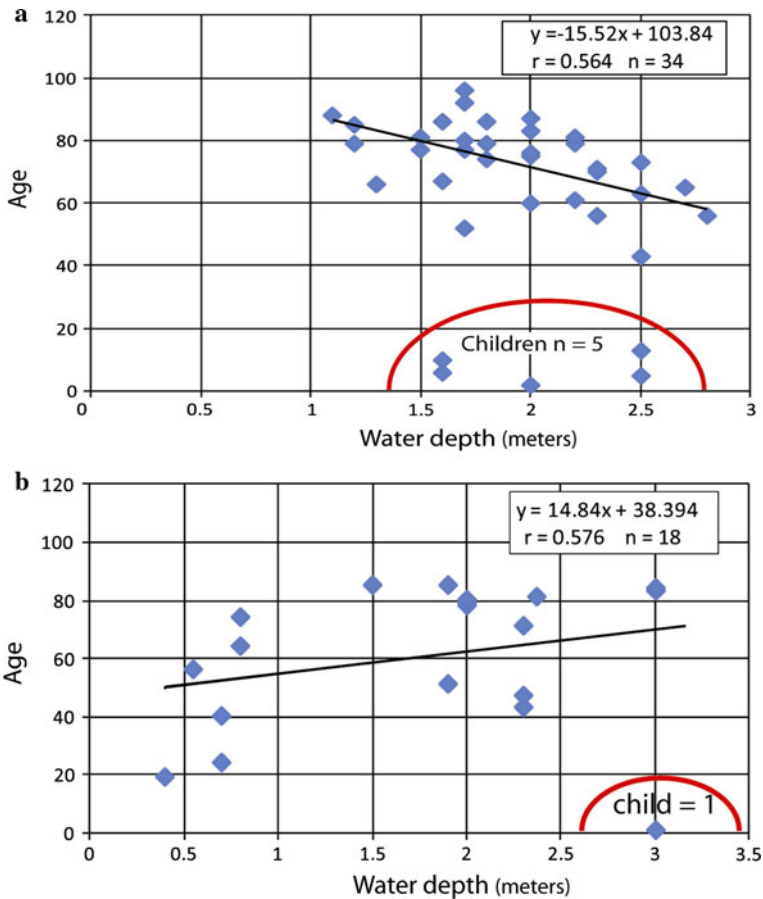 a
120
y =-15.52x + 103.84
r = 0.564 n = 34
100
80
60
40
20
0
Age
Children n = 5
0 0.5 1 1.5 2 2.5 3
Water depth (meters)
b
120
y = 14.84x + 38.394
r = 0.576 n = 18
100
80
60
40
20
0
Age
child = 1
0 0.5 1 1.5 2 2.5 3 3.5
Water depth (meters)